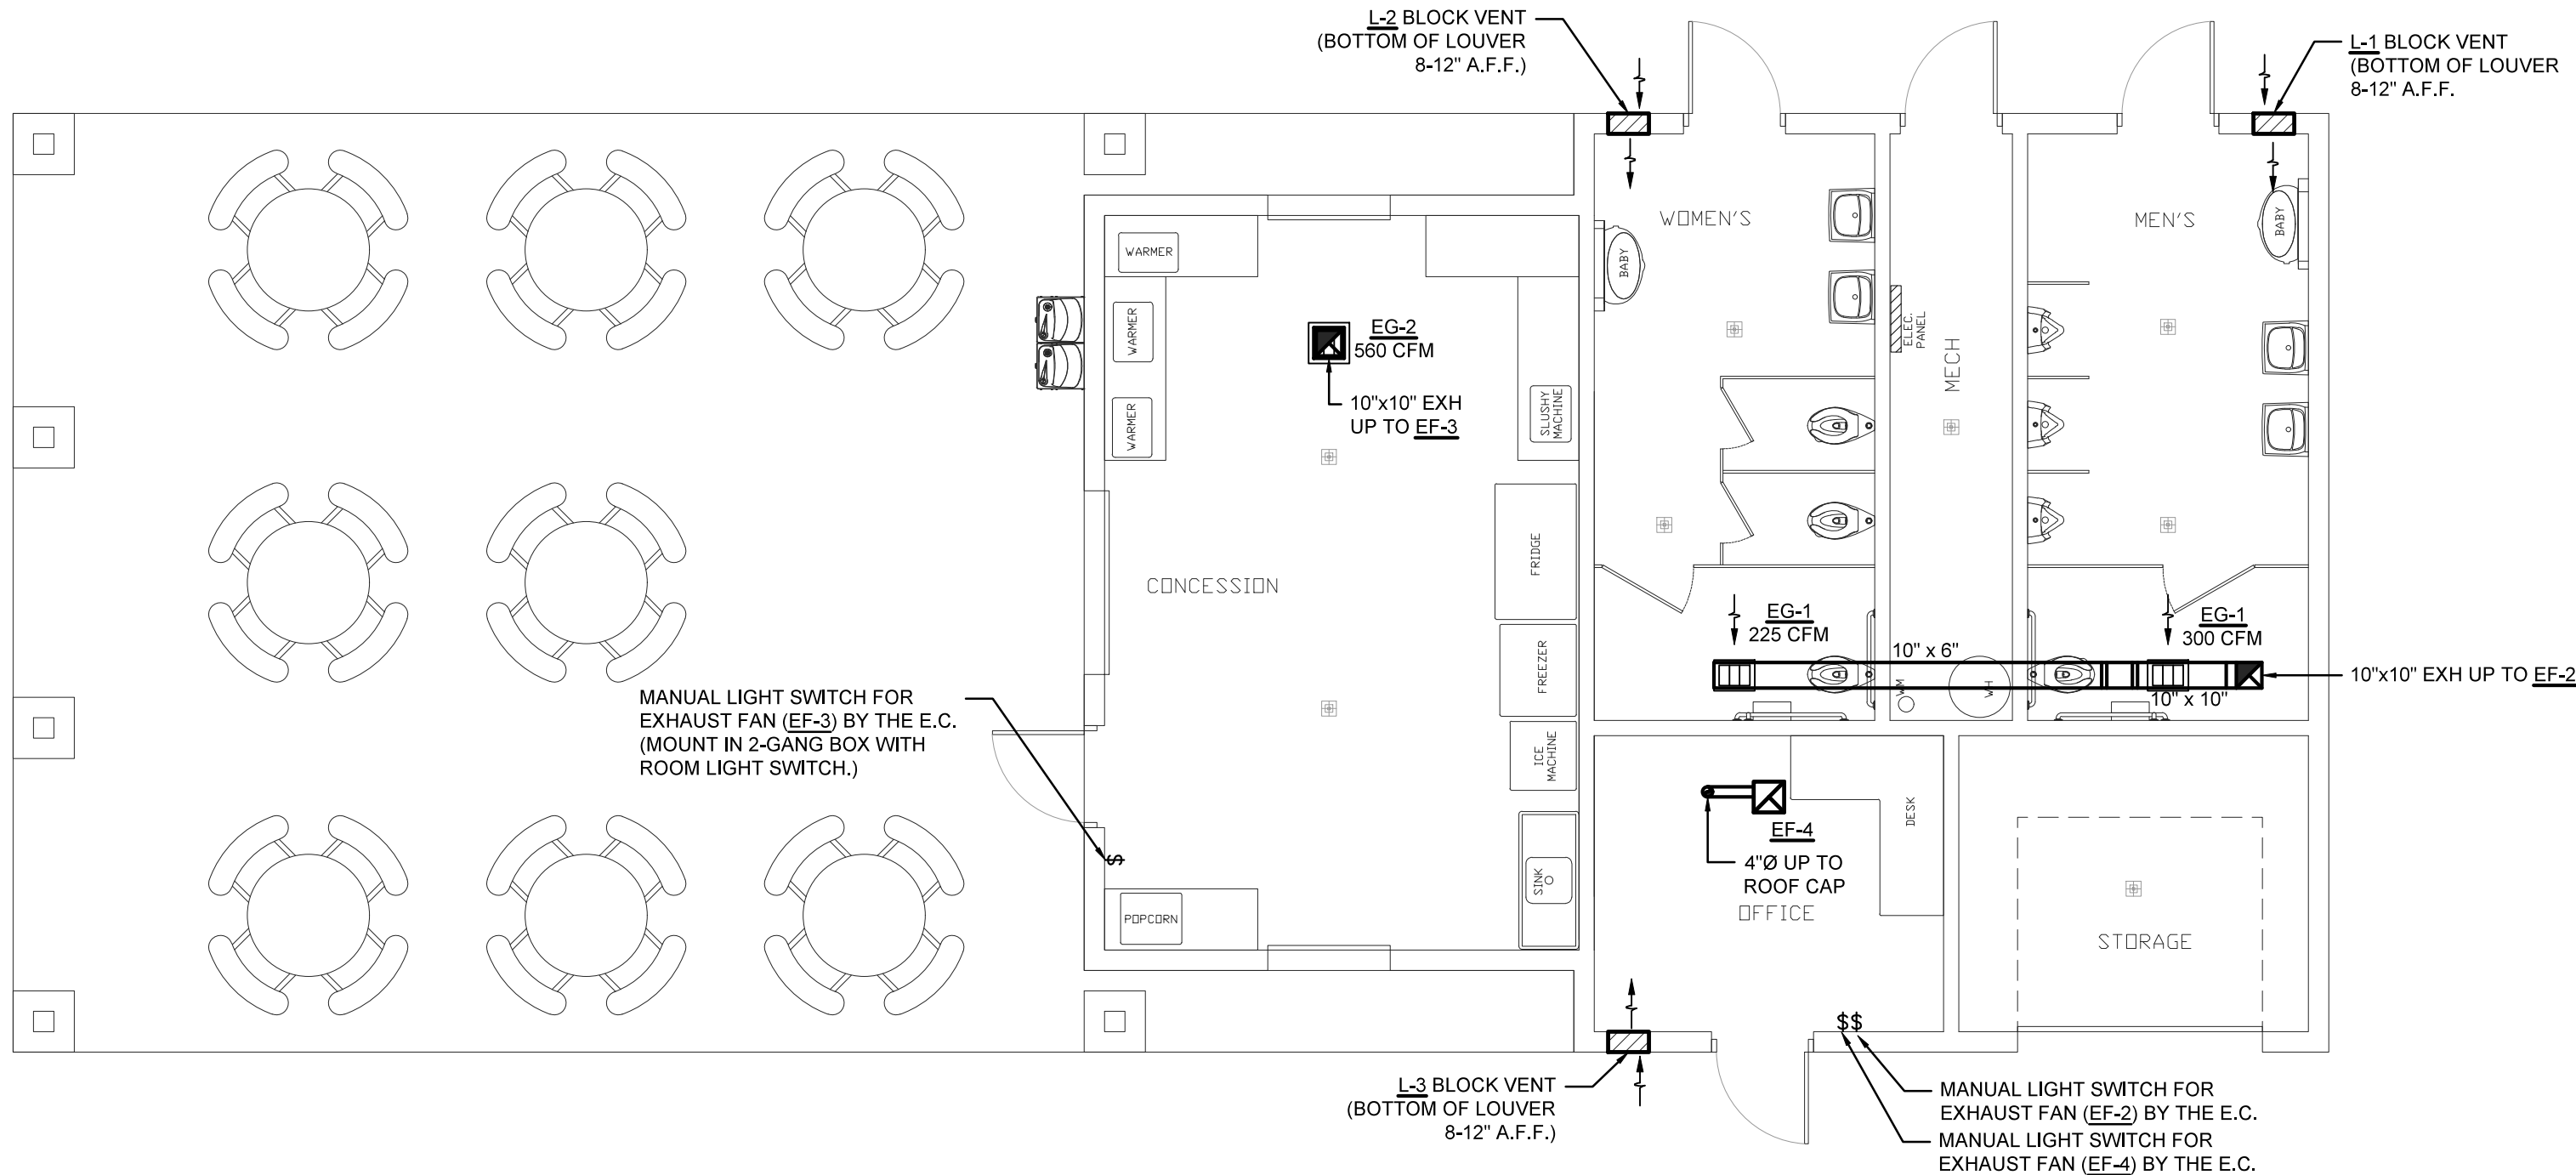 L-2 BLOCK VENT
(BOTTOM OF LOUVER
8-12" A.F.F.)
L-1 BLOCK VENT
(BOTTOM OF LOUVER
8-12" A.F.F.
WOMEN'S
MEN'S
BABY
BABY
WARMER
WARMER
WARMER
EG-2
560 CFM
10"x10" EXH
UP TO EF-3
SLUSHY
MACHINE
ELEC.
PANEL
MECH
CONCESSION
FRIDGE
FREEZER
ICE
MACHINE
SINK
POPCORN
EG-1
225 CFM
EG-1
300 CFM
10" x 6"
10" x 10"
WM
WH
10"x10" EXH UP TO EF-2
MANUAL LIGHT SWITCH FOR
EXHAUST FAN (EF-3) BY THE E.C.
(MOUNT IN 2-GANG BOX WITH
ROOM LIGHT SWITCH.)
$
EF-4
4"Ø UP TO
ROOF CAP
OFFICE
DESK
STORAGE
$$
L-3 BLOCK VENT
(BOTTOM OF LOUVER
8-12" A.F.F.)
MANUAL LIGHT SWITCH FOR
EXHAUST FAN (EF-2) BY THE E.C.
MANUAL LIGHT SWITCH FOR
EXHAUST FAN (EF-4) BY THE E.C.